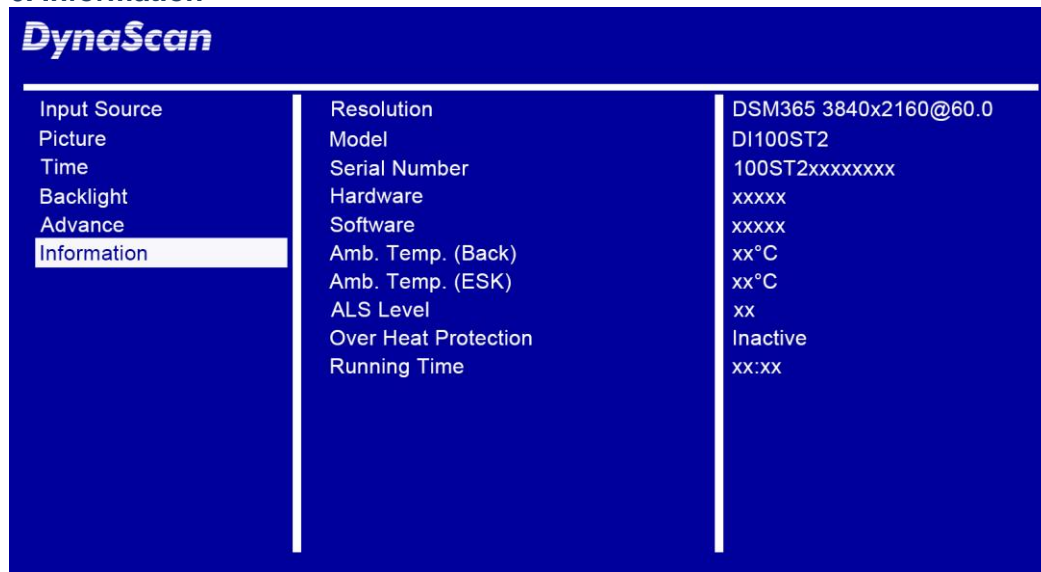 6. Information
DynaScan
Input Source Resolution DSM365 3840x2160@60.0
Picture Model DI100ST2
Time Serial Number 100ST2xxxxxxxx
Backlight Hardware xxxxx
Advance Software xxxxx
Information Amb. Temp. (Back) xx°C
Amb. Temp. (ESK) xx°C
ALS Level xx
Over Heat Protection Inactive
Running Time xx:xx